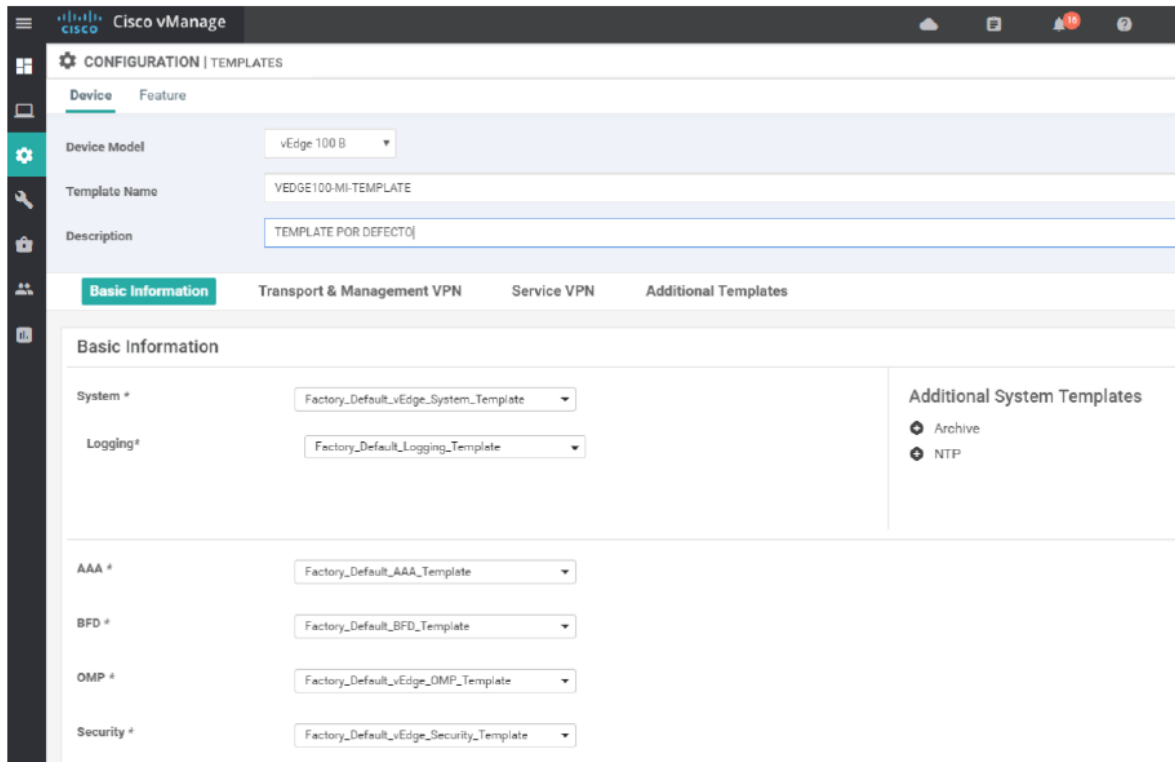 cisco Cisco vManage 16
CONFIGURATION | TEMPLATES
Device Feature
Device Model vEdge 100 B
Template Name VEDGE100-MI-TEMPLATE
Description TEMPLATE POR DEFECTO
Basic Information Transport & Management VPN Service VPN Additional Templates
Basic Information
System * Factory_Default_vEdge_System_Template
Additional System Templates
Logging* Factory_Default_Logging_Template
Archive
NTP
AAA * Factory_Default_AAA_Template
BFD * Factory_Default_BFD_Template
OMP * Factory_Default_vEdge_OMP_Template
Security * Factory_Default_vEdge_Security_Template